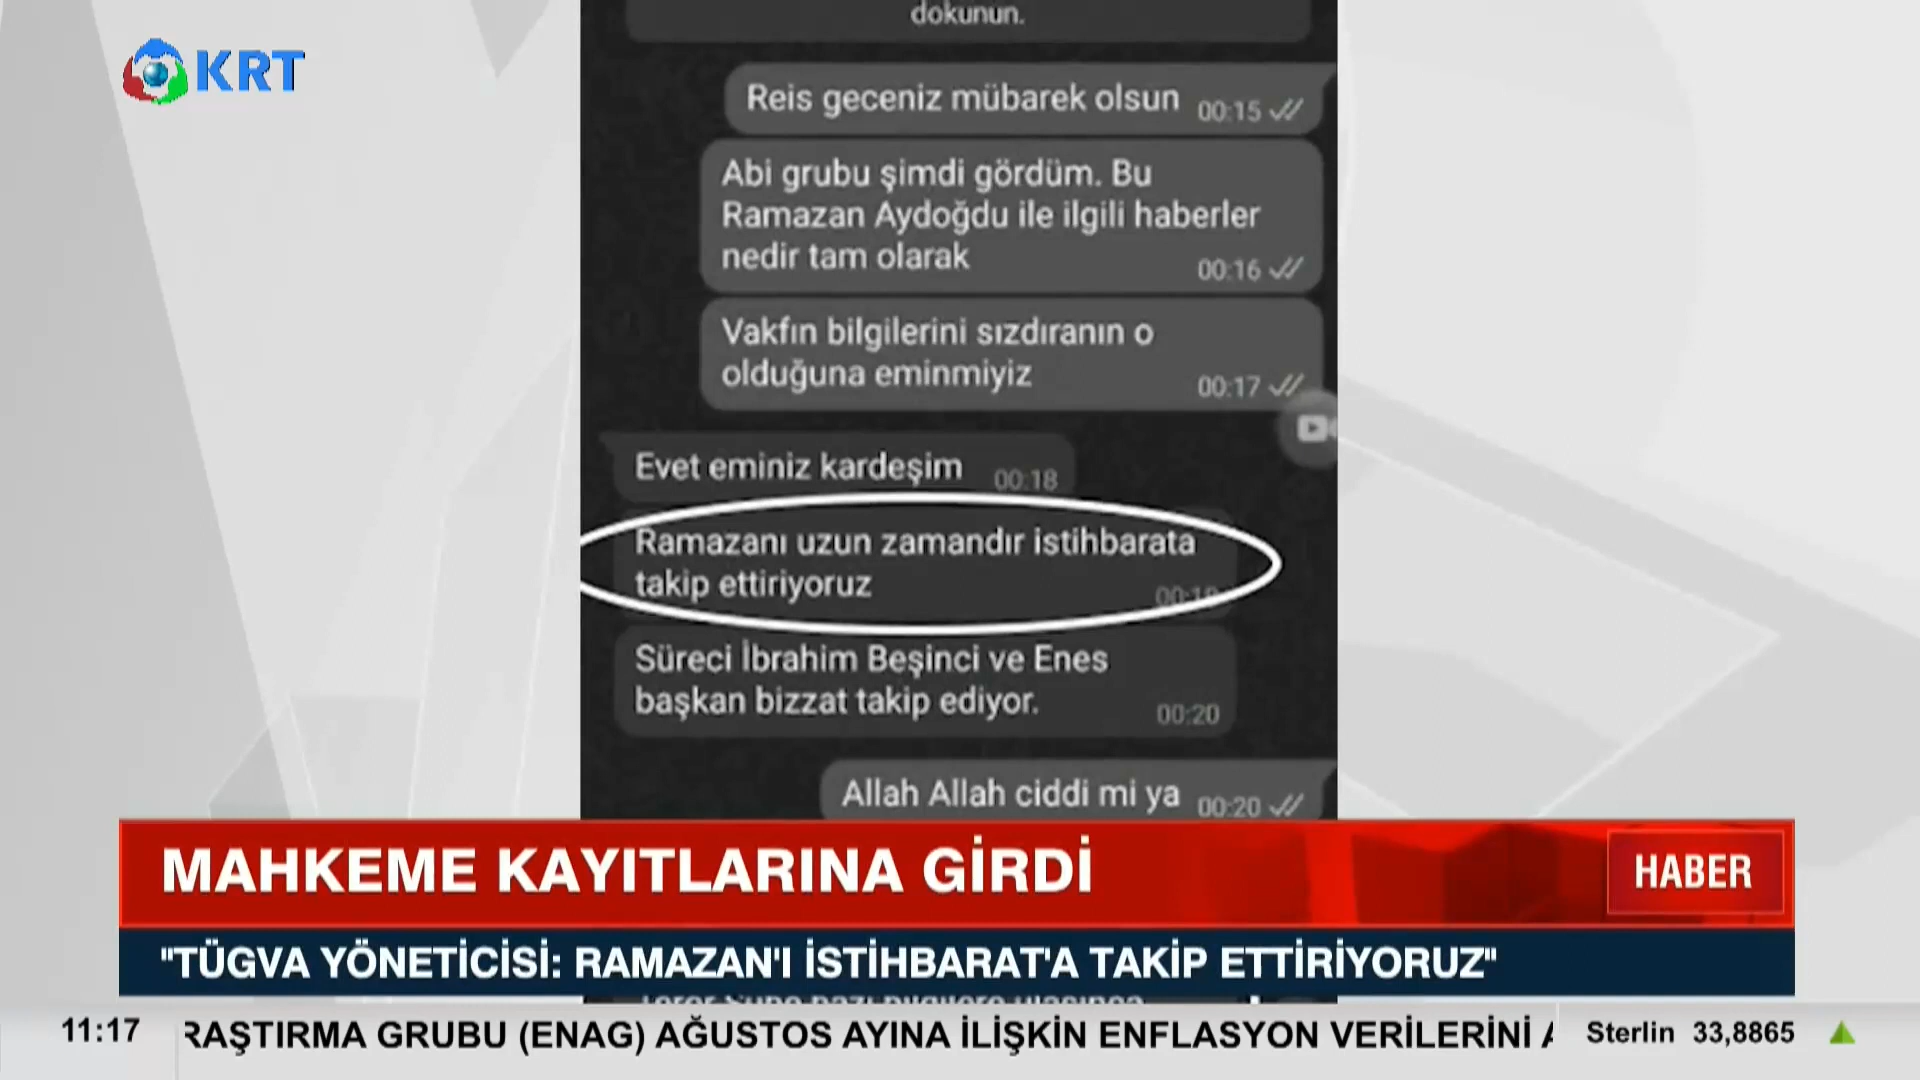 dokunun.
KRT
Reis geceniz mübarek olsun 00:15
Abi grubu şimdi gördüm. Bu
Ramazan Aydoğdu ile ilgili haberler
nedir tam olarak 00:16
Vakfın bilgilerini sızdıranın o
olduğuna eminmiyiz 00:17
Evet eminiz kardeşim 00:18
Ramazanı uzun zamandır istihbarata
takip ettiriyoruz 00:19
Süreci İbrahim Beşinci ve Enes
başkan bizzat takip ediyor. 00:20
Allah Allah ciddi mi ya 00:20
MAHKEME KAYITLARINA GİRDİ
HABER
"TÜGVA YÖNETİCİSİ: RAMAZAN'I İSTİHBARAT'A TAKİP ETTİRİYORUZ"
11:17 RAŞTIRMA GRUBU (ENAG) AĞUSTOS AYINA İLİŞKİN ENFLASYON VERİLERİNİ A Sterlin 33,8865